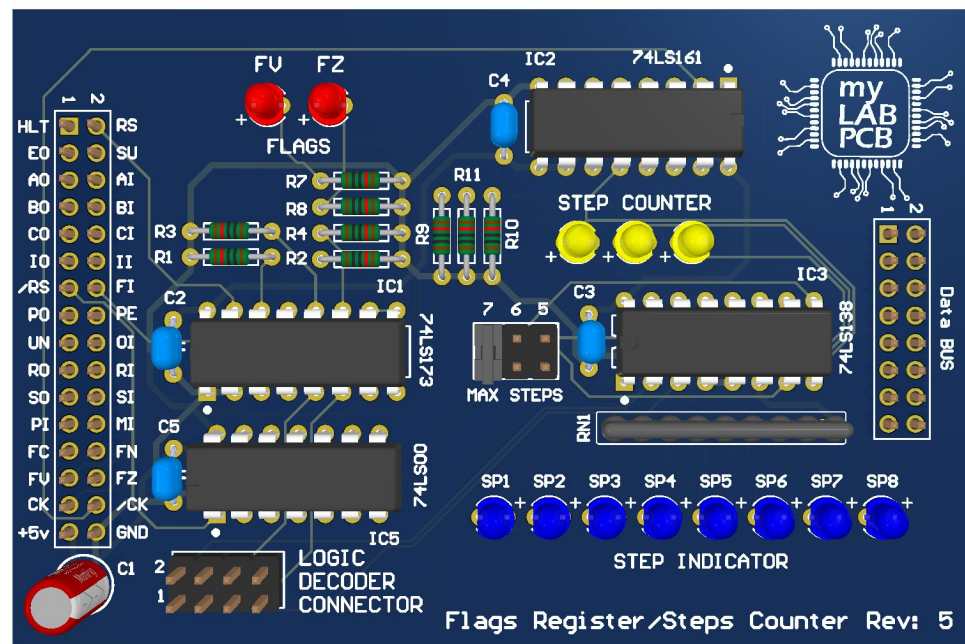 IC2
74LS161
my
LAB
PCB
C4
FV FZ
FLAGS
1 2
HLT RS
EO SU
AO AI
BO BI
CO CI
IO II
/RS FI
PO PE
UN OI
RO RI
SO SI
PI MI
FC FN
FV FZ
CK /CK
+5v GND
R7
R8
R4
R2
R3
R1
R11
R9
R10
STEP COUNTER
1 2
Data BUS
IC1
74LS173
C2
7 6 5
MAX STEPS
C3
IC3
74LS138
RN1
C5
74LS00
IC5
SP1 SP2 SP3 SP4 SP5 SP6 SP7 SP8
STEP INDICATOR
C1
2
1
LOGIC
DECODER
CONNECTOR
Flags Register/Steps Counter Rev: 5